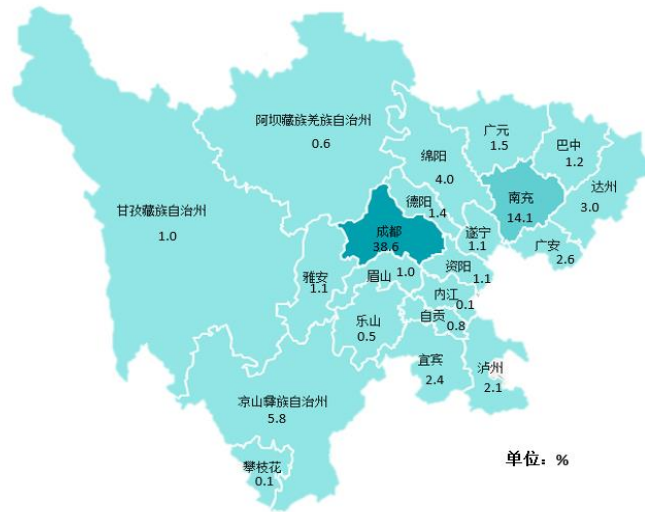 阿坝藏族羌族自治州
0.6
广元
1.5
巴中
1.2
绵阳
4.0
达州
3.0
德阳
1.4
南充
14.1
甘孜藏族自治州
1.0
成都
38.6
遂宁
1.1
广安
2.6
资阳
1.1
雅安
1.1
眉山
1.0
内江
0.1
自贡
0.8
乐山
0.5
宜宾
2.4
泸州
2.1
凉山彝族自治州
5.8
攀枝花
0.1
单位：%